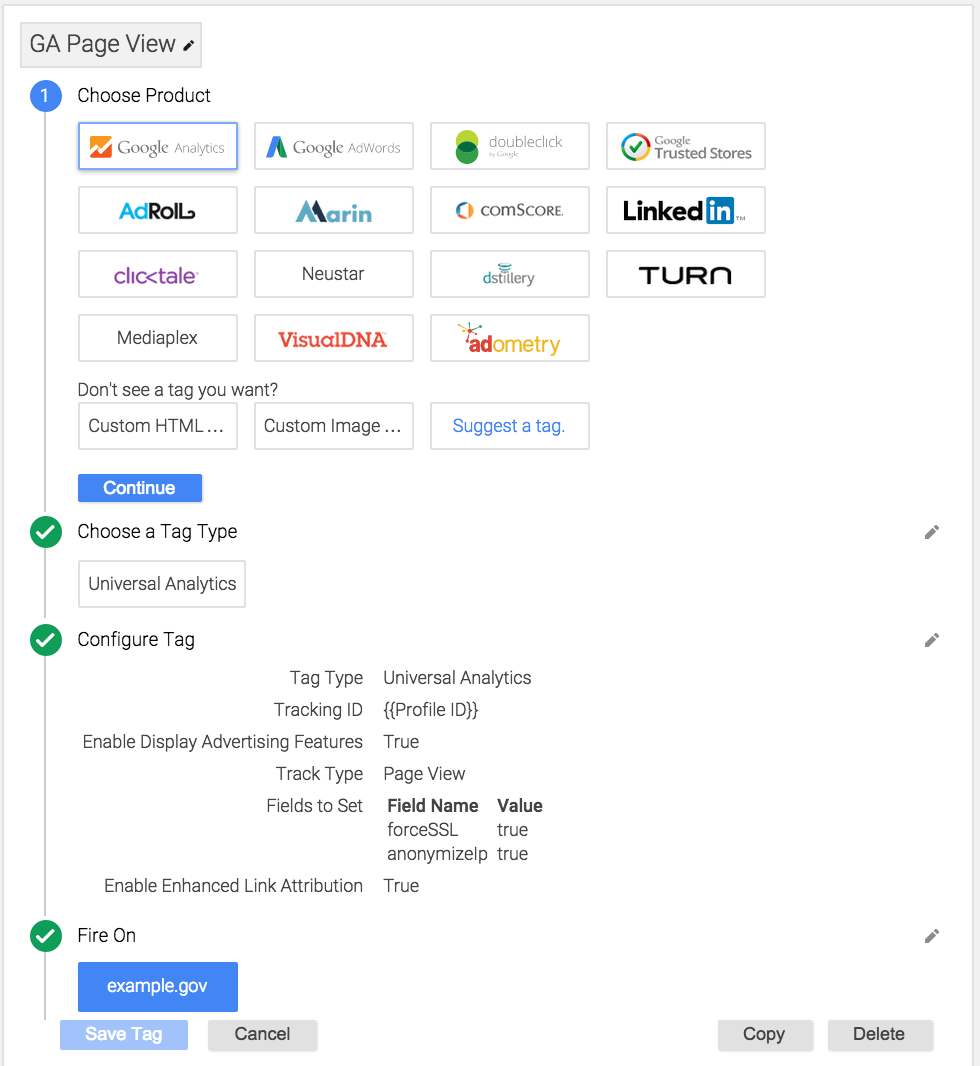 GA Page View
1 Choose Product
Google Analytics
Google AdWords
doubleclick
by Google
Google
Trusted Stores
AdRoll
Marin
comSCORE.
Linked in TM
clicktale
Neustar
dstillery
TURN
Mediaplex
VisualDNA
adometry
Don't see a tag you want?
Custom HTML ...
Custom Image ...
Suggest a tag.
Continue
Choose a Tag Type
Universal Analytics
Configure Tag
Tag Type Universal Analytics
Tracking ID {{Profile ID}}
Enable Display Advertising Features True
Track Type Page View
Fields to Set Field Name Value
forceSSL true
anonymizeIp true
Enable Enhanced Link Attribution True
Fire On
example.gov
Save Tag Cancel Copy Delete